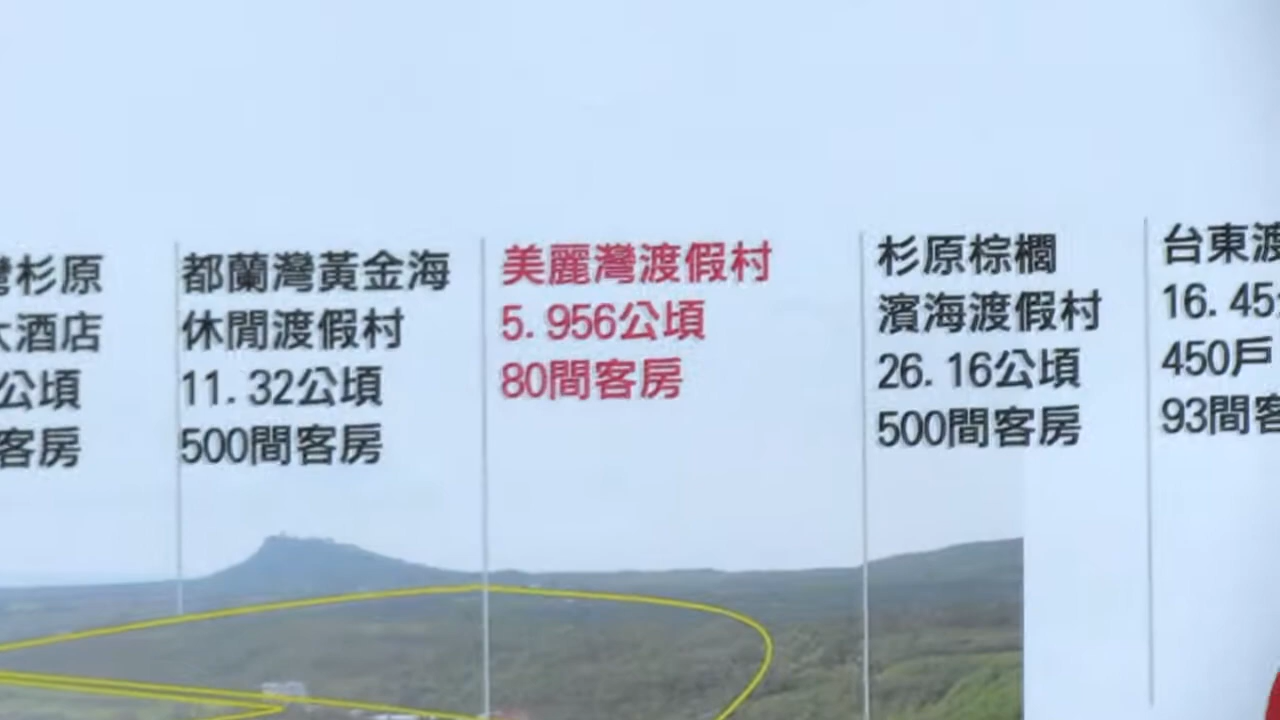 杉原
酒店
公頃
客房
都蘭灣黃金海
休閒渡假村
11.32公頃
500間客房
美麗灣渡假村
5.956公頃
80間客房
杉原棕櫚
濱海渡假村
26.16公頃
500間客房
台東渡
16.45
450戶
93間客